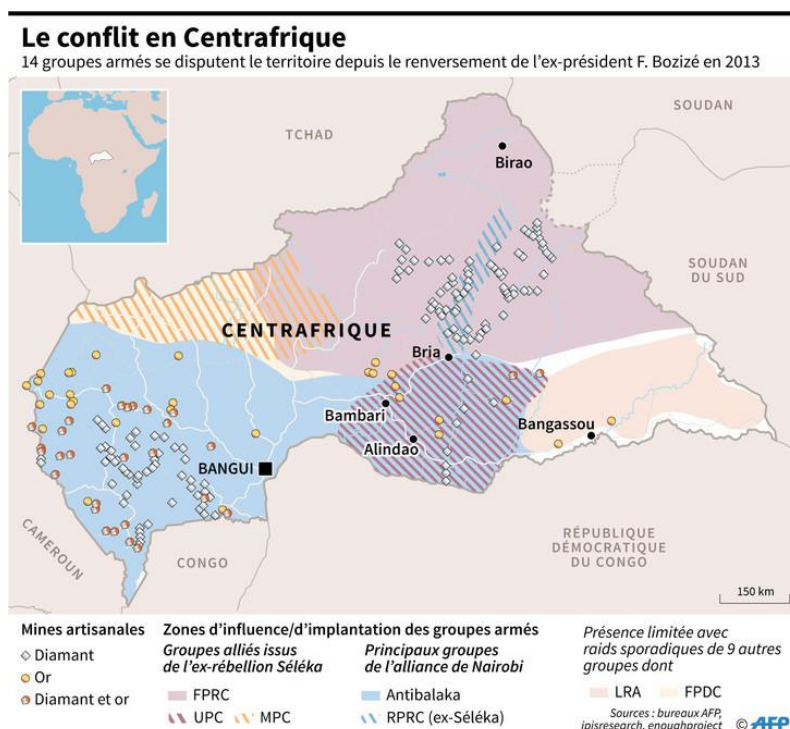 Le conflit en Centrafrique
14 groupes armés se disputent le territoire depuis le renversement de l'ex-président F. Bozizé en 2013
SOUDAN
TCHAD
Birao
SOUDAN
DU SUD
CENTRAFRIQUE
Bria
Bambari
Bangassou
Alindao
BANGUI
CAMEROUN
CONGO
RÉPUBLIQUE
DÉMOCRATIQUE
DU CONGO
150 km
Mines artisanales
Diamant
Or
Diamant et or
Zones d'influence/d'implantation des groupes armés
Groupes alliés issus
de l'ex-rébellion Séléka
FPRC
UPC MPC
Principaux groupes
de l'alliance de Nairobi
Antibalaka
RPRC (ex-Séléka)
Présence limitée avec
raids sporadiques de 9 autres
groupes dont
LRA FPDC
Sources : bureaux AFP,
ipisresearch, enoughproject
© AFP